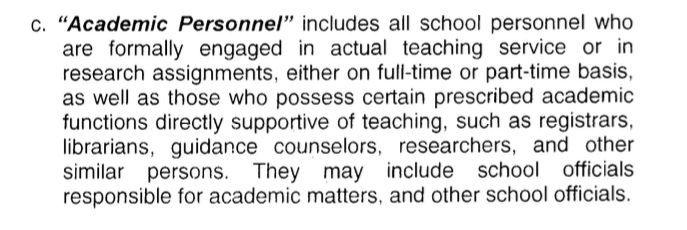 c. “Academic Personnel” includes all school personnel who
are formally engaged in actual teaching service or in
research assignments, either on full-time or part-time basis,
as well as those who possess certain prescribed academic
functions directly supportive of teaching, such as registrars,
librarians, guidance counselors, researchers, and other
similar persons. They may include school officials
responsible for academic matters, and other school officials.